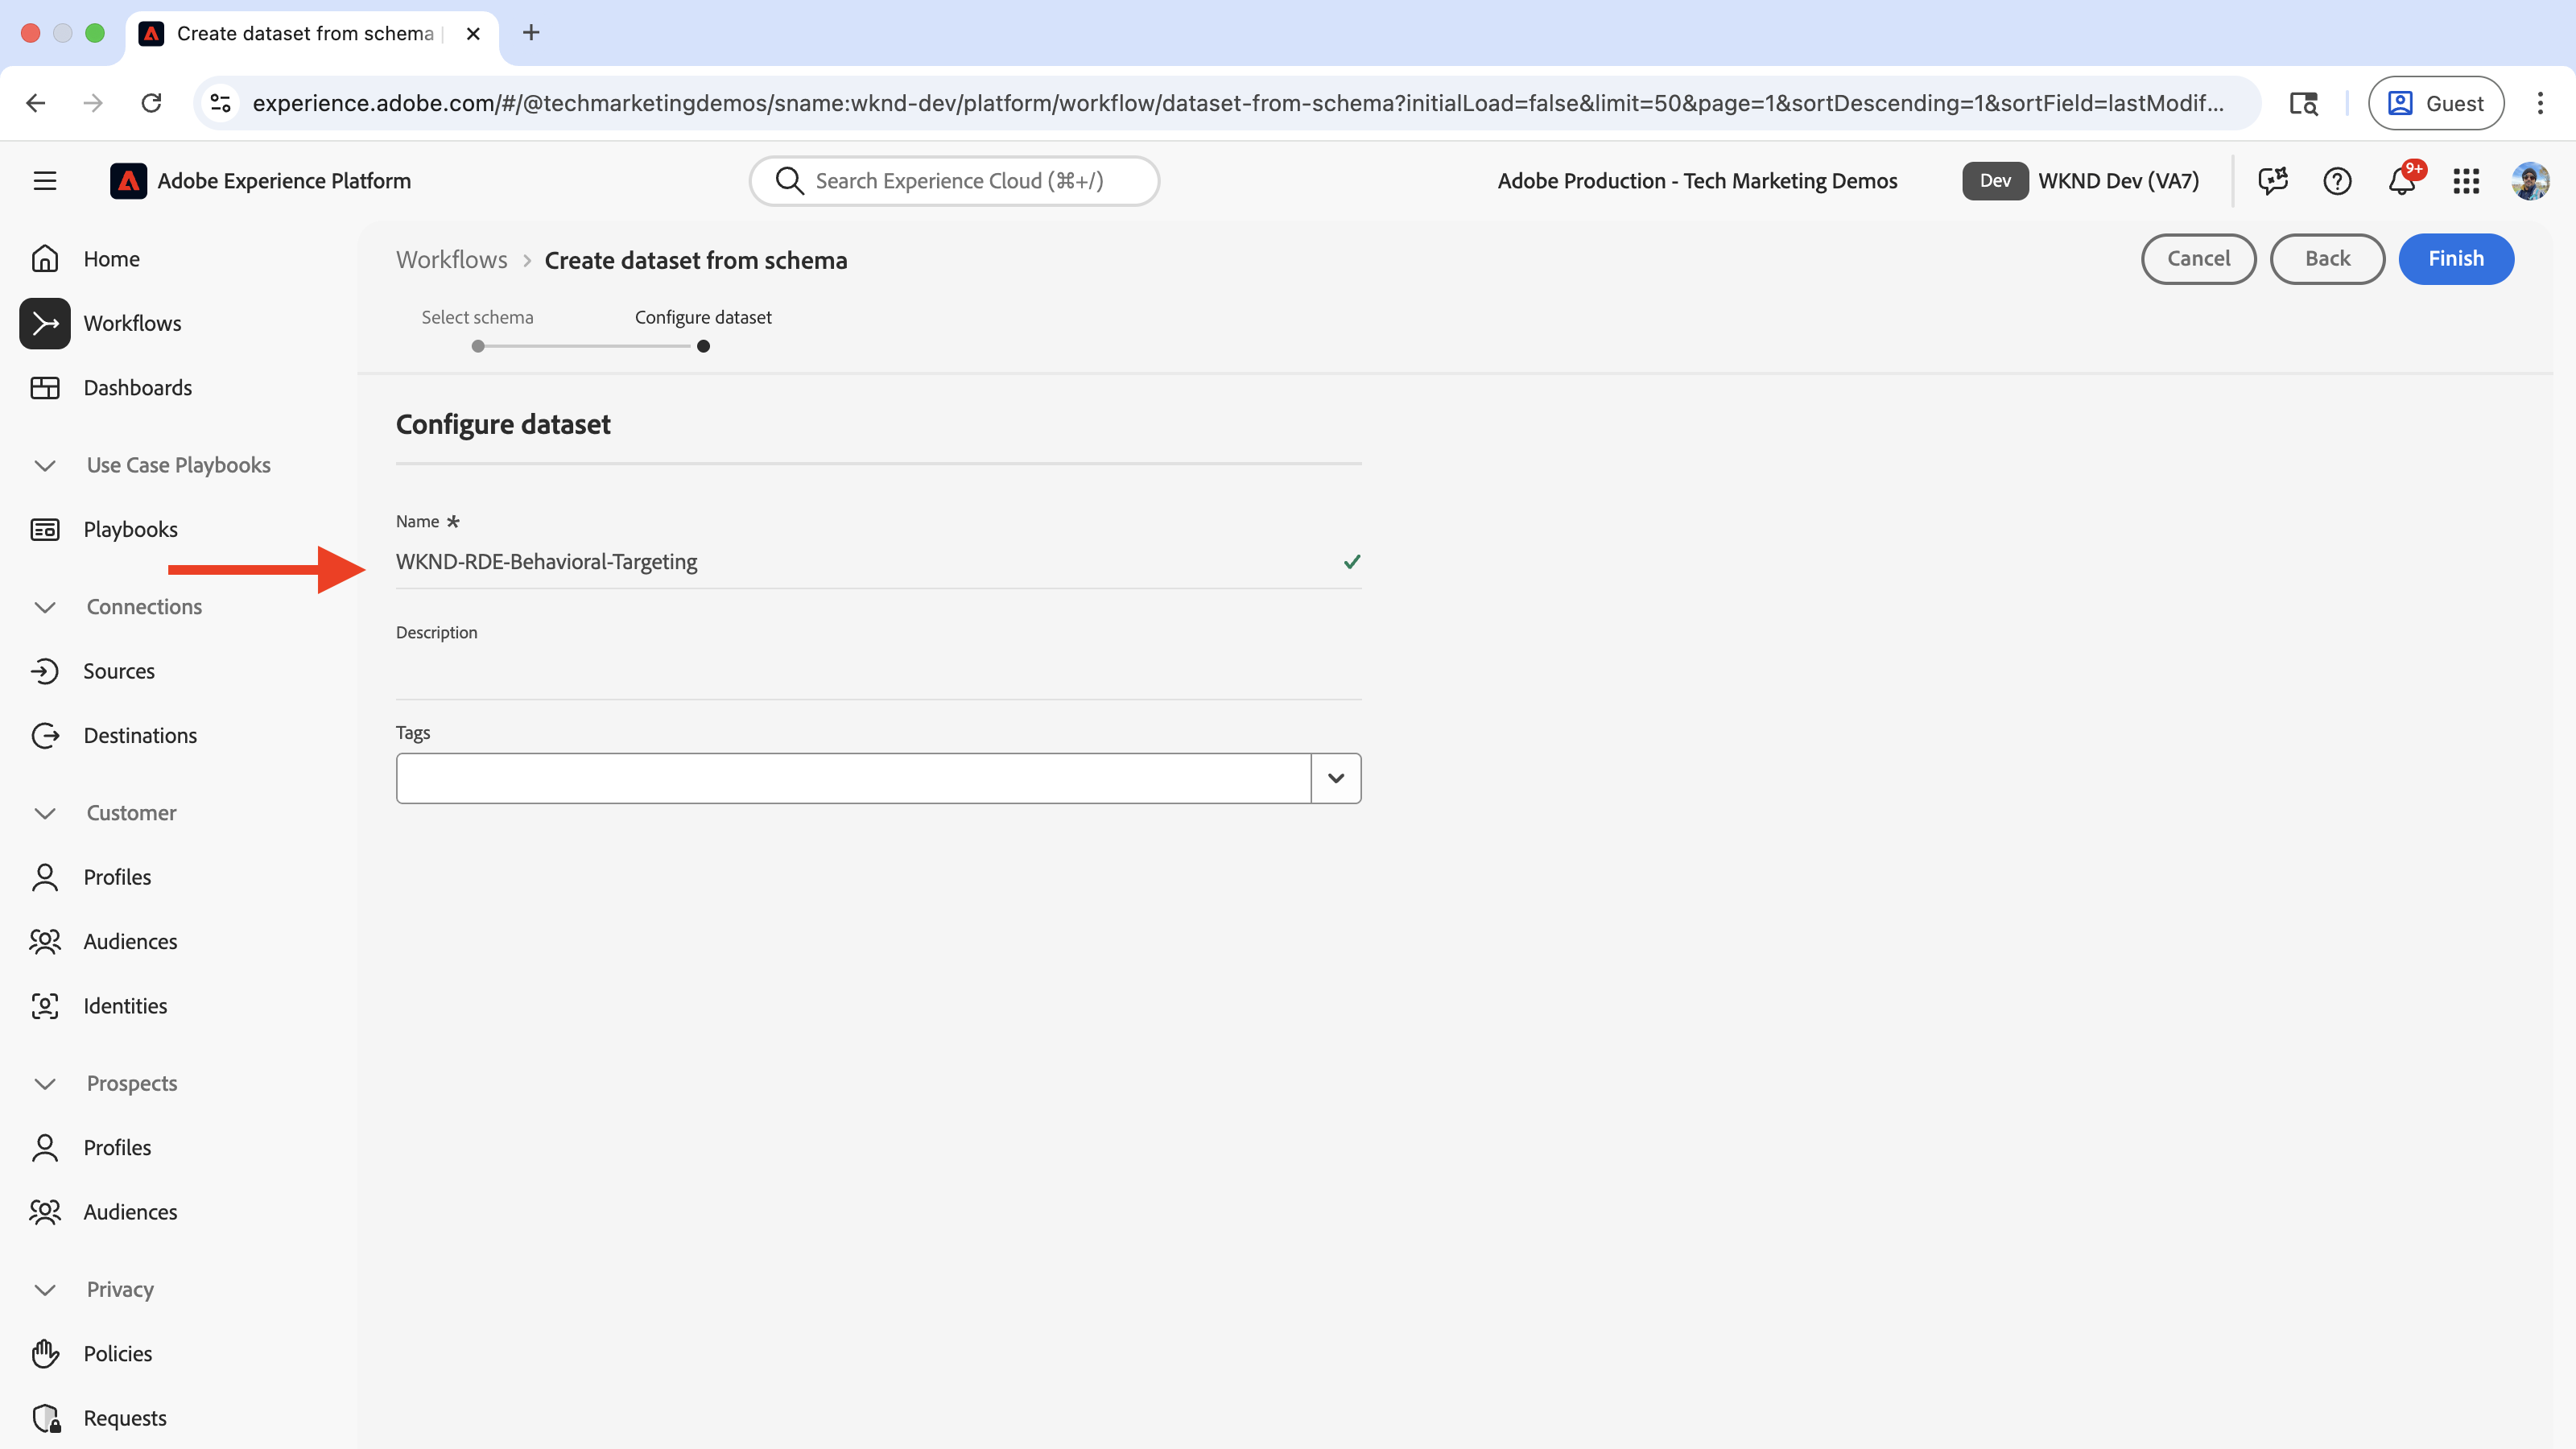 Create dataset from schema
experience.adobe.com/#/@techmarketingdemos/sname:wknd-dev/platform/workflow/dataset-from-schema?initialLoad=false&limit=50&page=1&sortDescending=1&sortField=lastModif...
Guest
Adobe Experience Platform
Search Experience Cloud (⌘+/)
Adobe Production - Tech Marketing Demos
Dev
WKND Dev (VA7)
9+
Home
Workflows
Dashboards
Use Case Playbooks
Playbooks
Connections
Sources
Destinations
Customer
Profiles
Audiences
Identities
Prospects
Profiles
Audiences
Privacy
Policies
Requests
Workflows > Create dataset from schema
Cancel
Back
Finish
Select schema
Configure dataset
Configure dataset
Name *
WKND-RDE-Behavioral-Targeting
Description
Tags